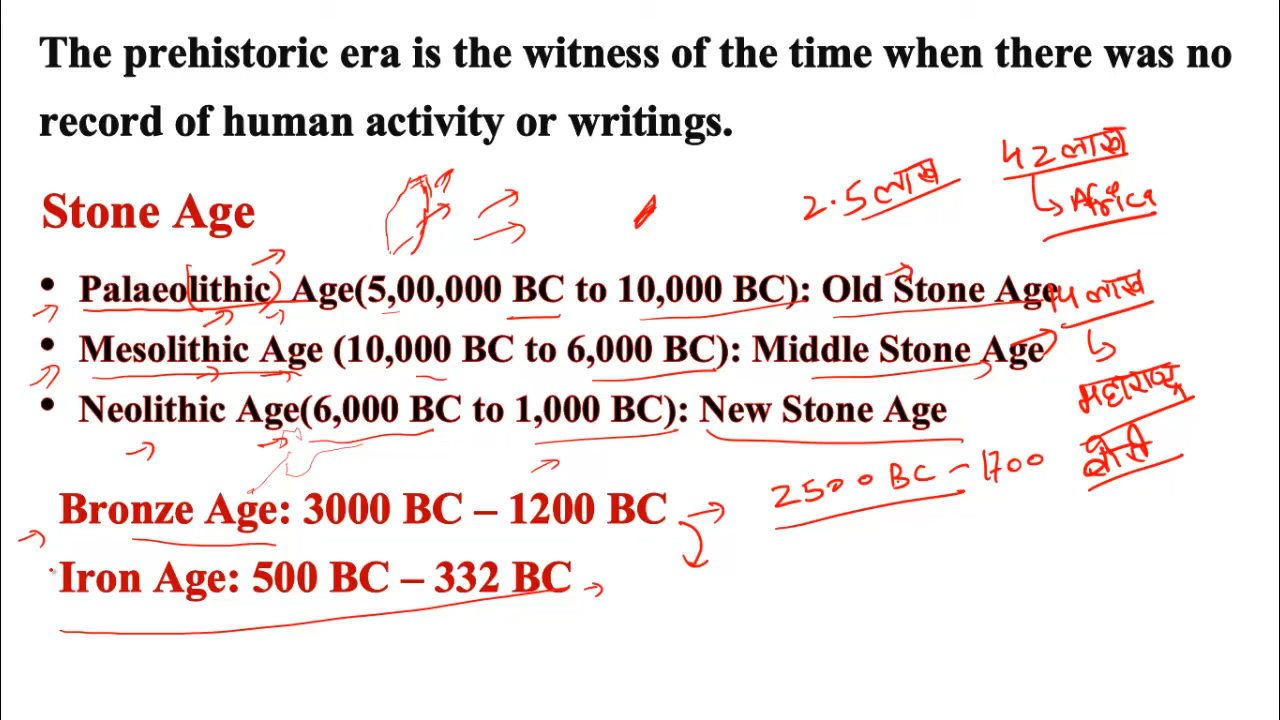 The prehistoric era is the witness of the time when there was no
record of human activity or writings.
42 लाख
Africa
2.5 लाख
Stone Age
• Palaeolithic Age(5,00,000 BC to 10,000 BC): Old Stone Age
14 लाख
• Mesolithic Age (10,000 BC to 6,000 BC): Middle Stone Age
महाराष्ट्र
• Neolithic Age(6,000 BC to 1,000 BC): New Stone Age
बोरी
2500 BC - 1700
Bronze Age: 3000 BC – 1200 BC
Iron Age: 500 BC – 332 BC